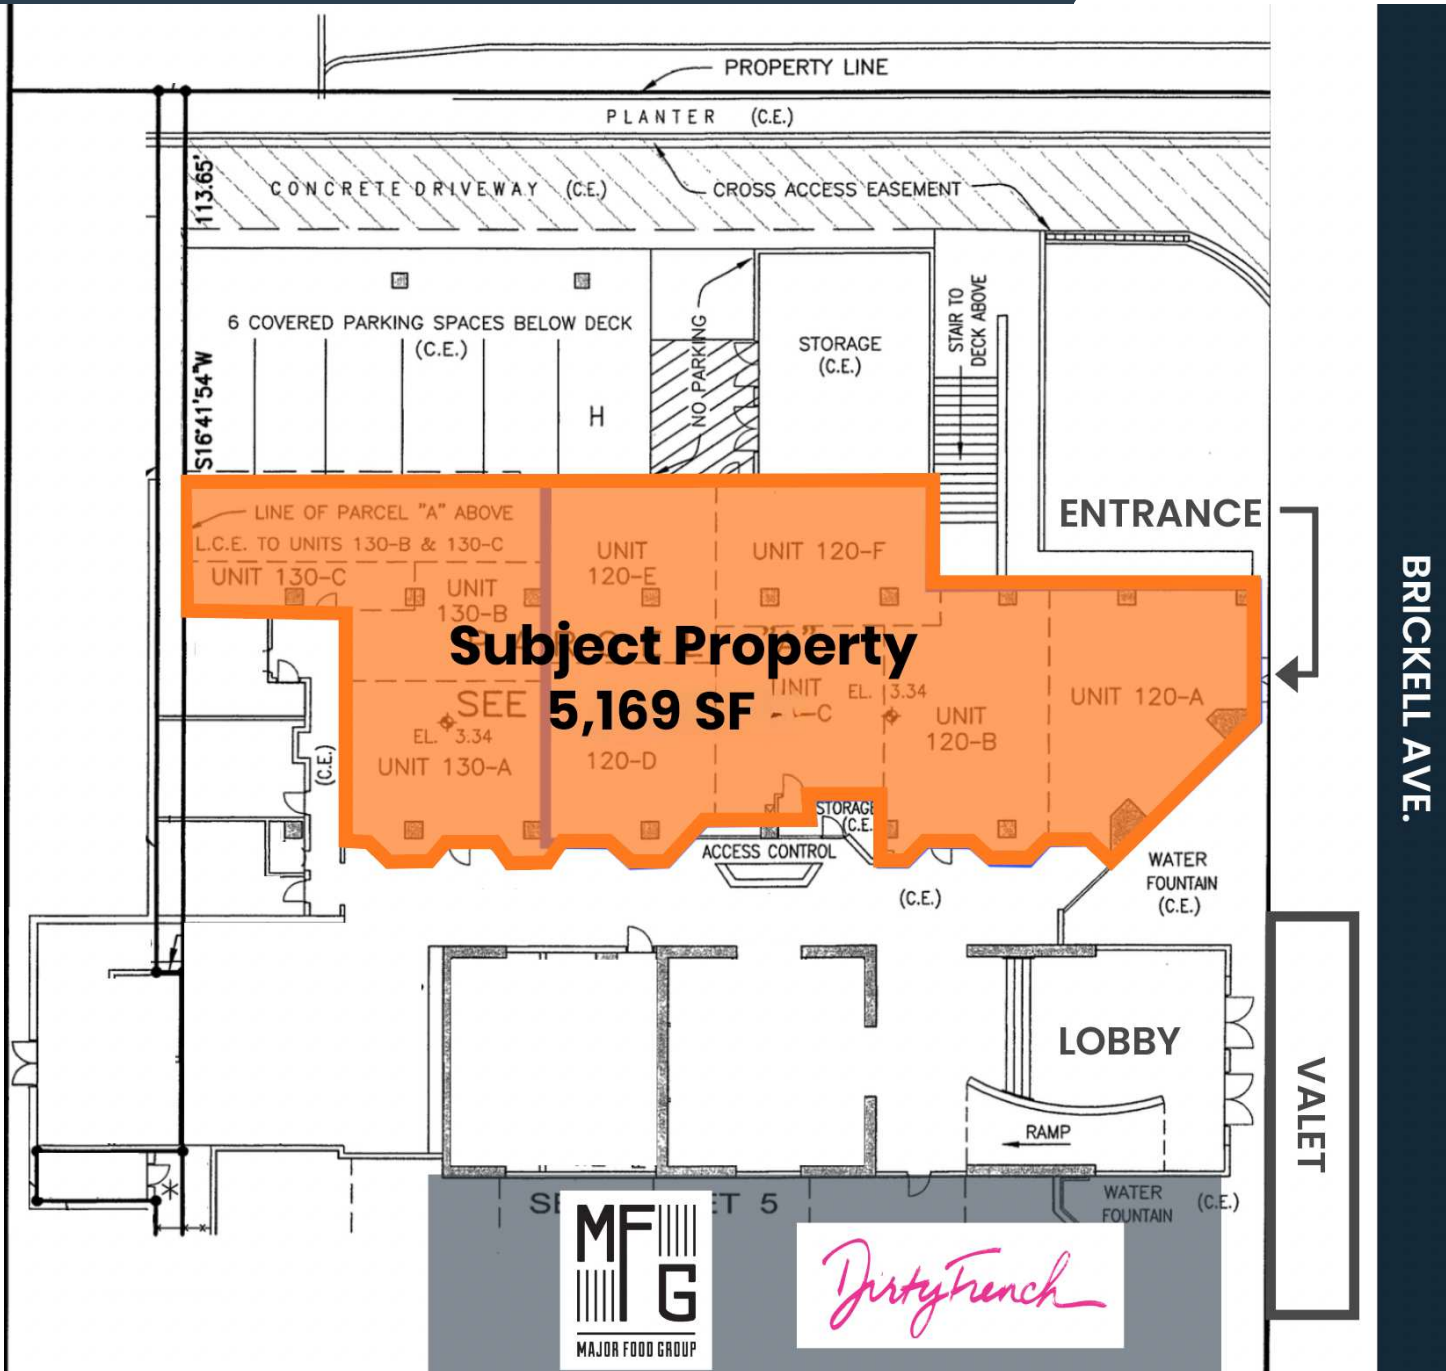 PROPERTY LINE
PLANTER (C.E.)
113.65'
CONCRETE DRIVEWAY (C.E.)
CROSS ACCESS EASEMENT
6 COVERED PARKING SPACES BELOW DECK
(C.E.)
S16°41'54"W
H
NO PARKING
STORAGE
(C.E.)
STAIR TO
DECK ABOVE
ENTRANCE
BRICKELL AVE.
LINE OF PARCEL "A" ABOVE
L.C.E. TO UNITS 130-B & 130-C
UNIT 130-C
UNIT
130-B
UNIT
120-E
UNIT 120-F
"A"
Subject Property
5,169 SF
SEE
EL. 3.34
UNIT 130-A
120-D
UNIT
-C
EL. 13.34
UNIT
120-B
UNIT 120-A
(C.E.)
STORAGE
(C.E.
ACCESS CONTROL
(C.E.)
WATER
FOUNTAIN
(C.E.)
LOBBY
RAMP
VALET
ET 5
WATER
FOUNTAIN
(C.E.)
MFG
MAJOR FOOD GROUP
DirtyFrench